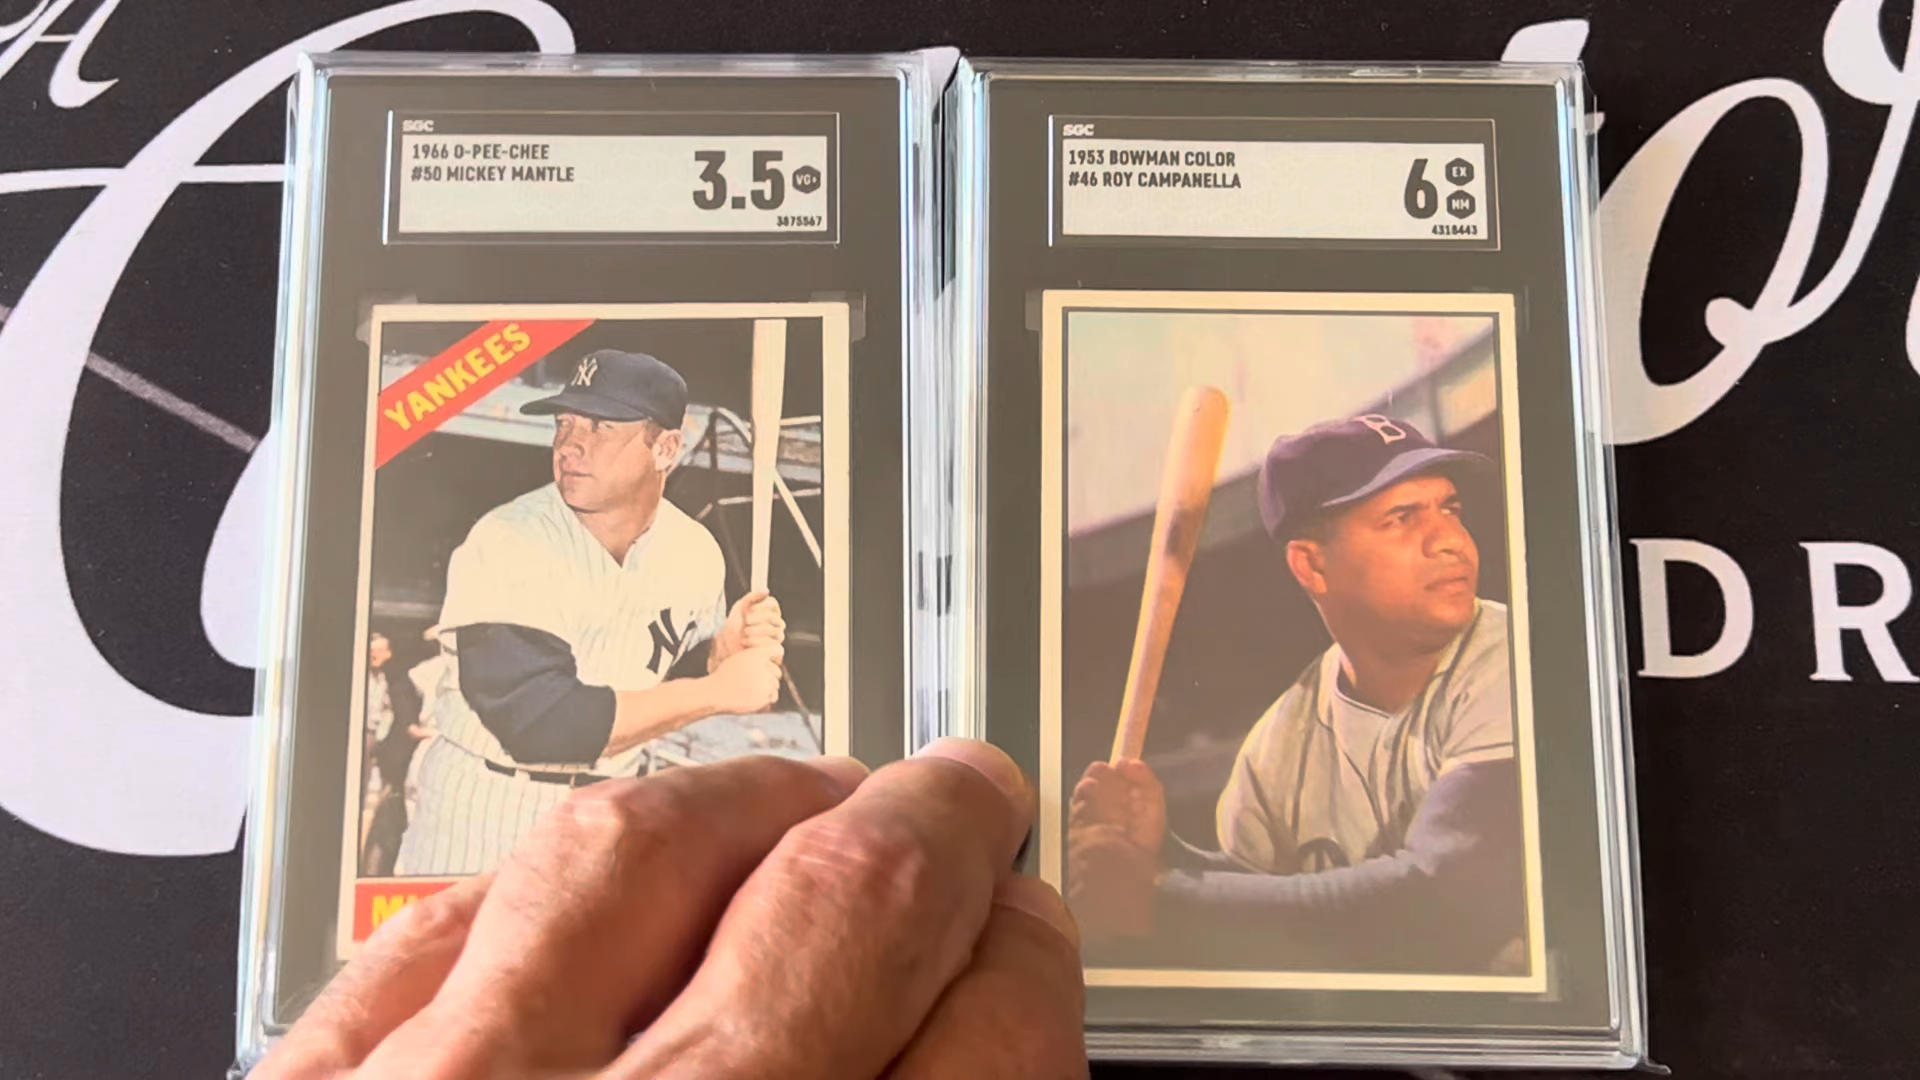 SGC
1966 O-PEE-CHEE
#50 MICKEY MANTLE
3.5
VG+
3875567
YANKEES
NY
NY
SGC
1953 BOWMAN COLOR
#46 ROY CAMPANELLA
6
EX
NM
4318443
B
A
DR